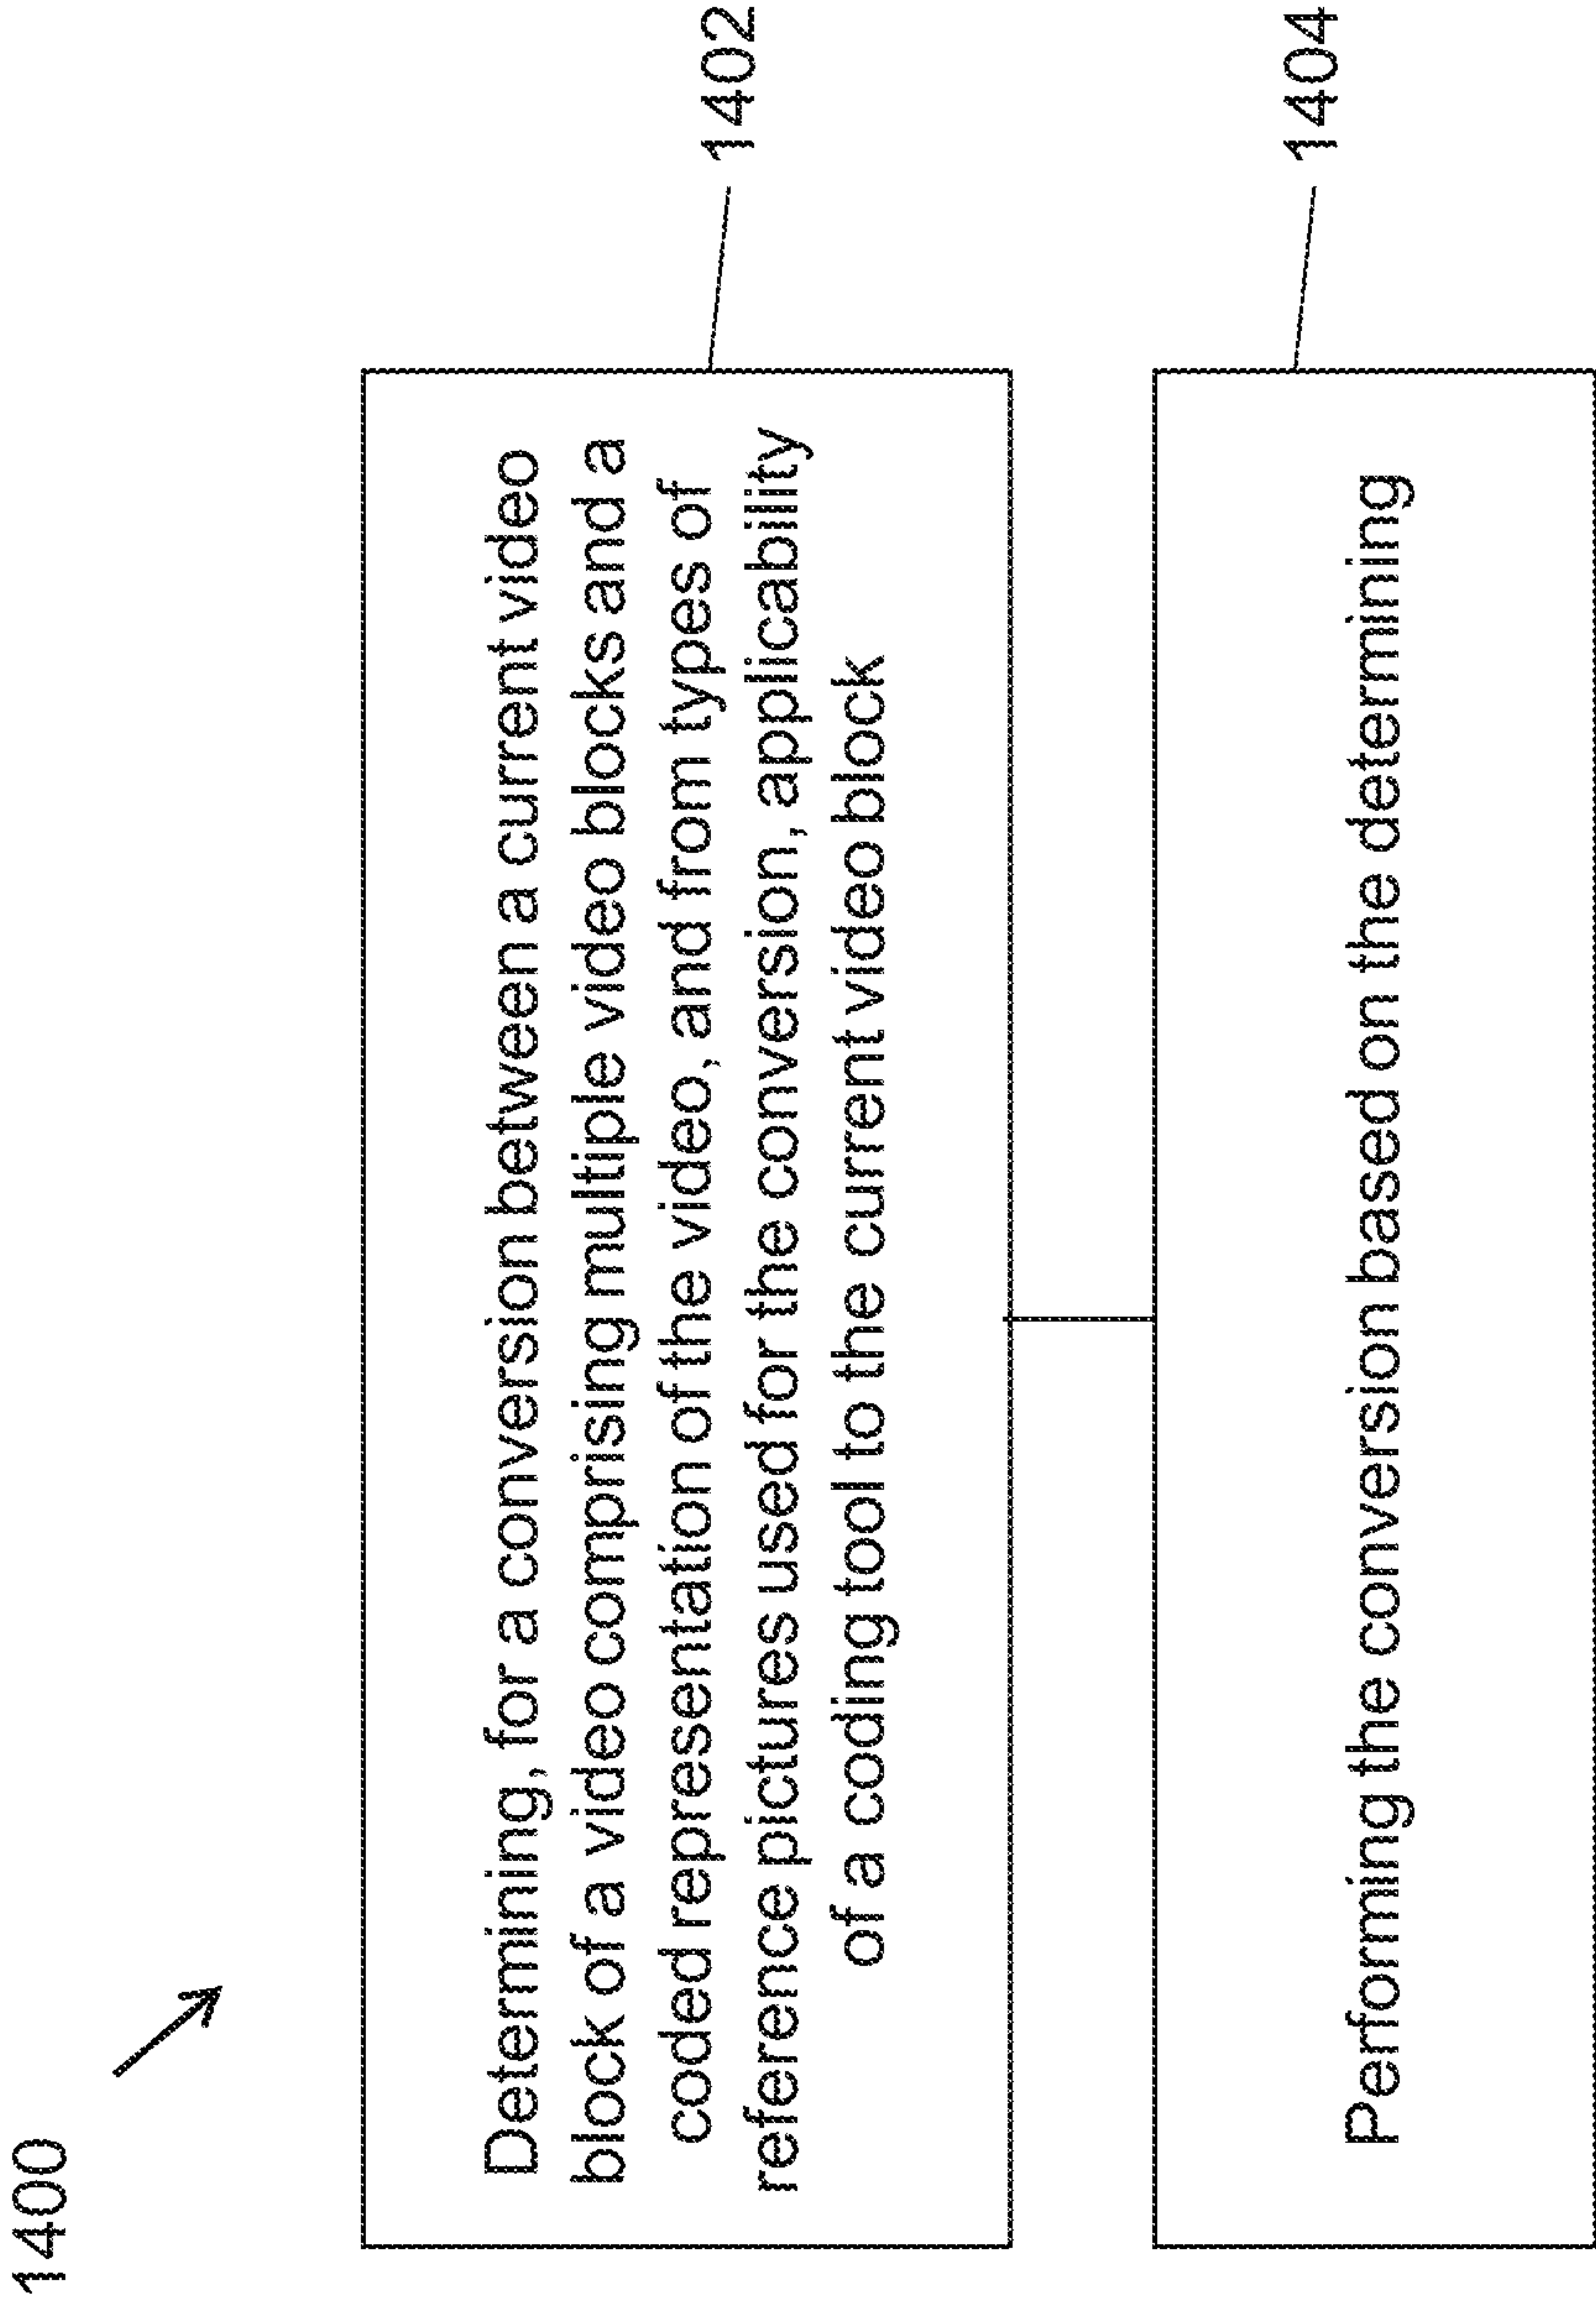 1400
Determining, for a conversion between a current video
block of a video comprising multiple video blocks and a
coded representation of the video, and from types of
reference pictures used for the conversion, applicability
of a coding tool to the current video block
1402
Performing the conversion based on the determining
1404